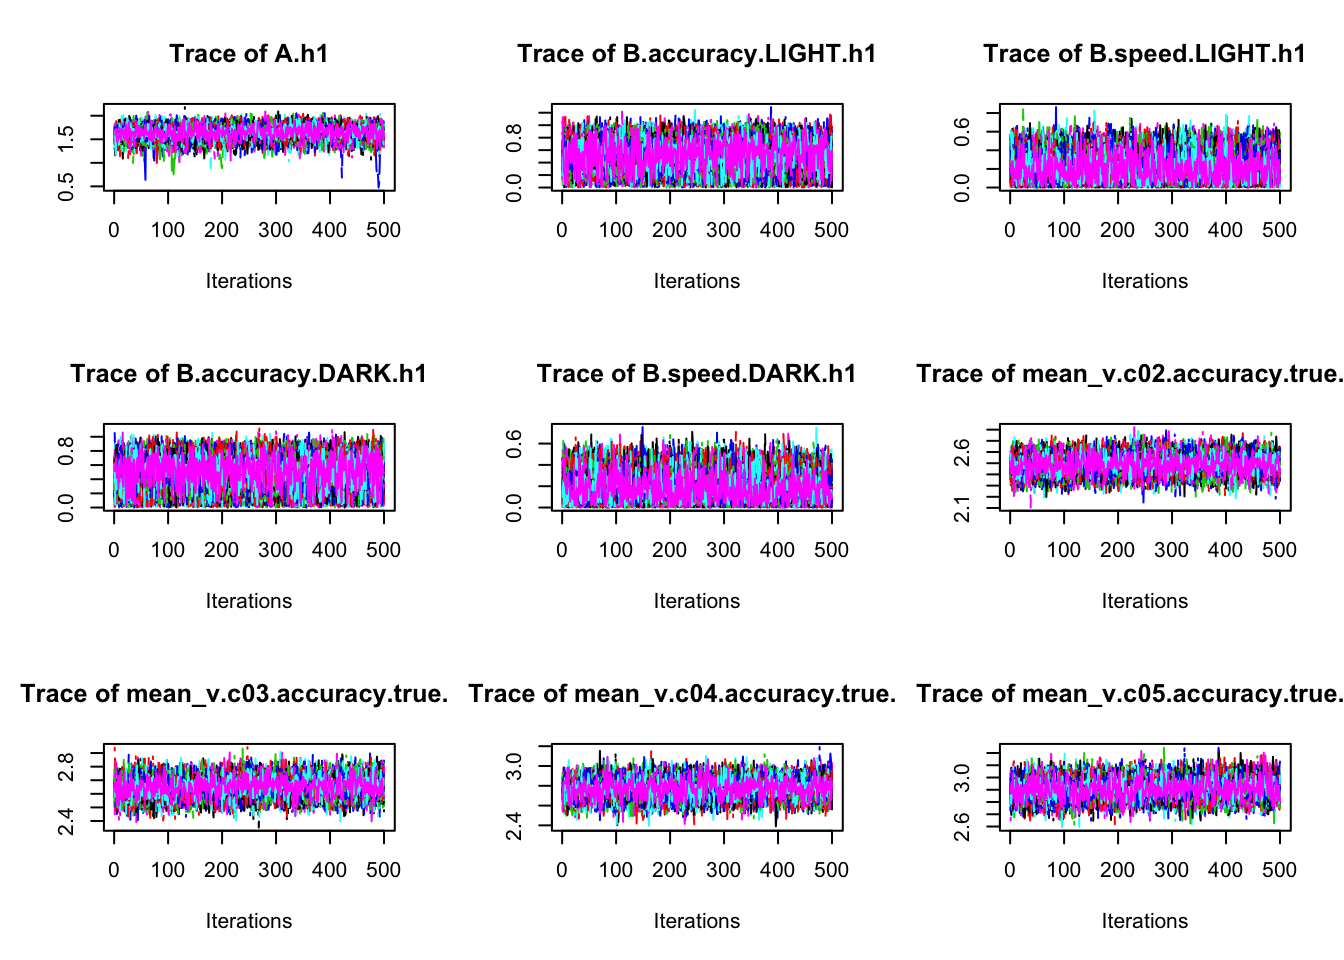 Trace of A.h1
0.5 1.5
0 100 200 300 400 500
Iterations
Trace of B.accuracy.LIGHT.h1
0.0 0.8
0 100 200 300 400 500
Iterations
Trace of B.speed.LIGHT.h1
0.0 0.6
0 100 200 300 400 500
Iterations
Trace of B.accuracy.DARK.h1
0.0 0.8
0 100 200 300 400 500
Iterations
Trace of B.speed.DARK.h1
0.0 0.6
0 100 200 300 400 500
Iterations
Trace of mean_v.c02.accuracy.true.
2.1 2.6
0 100 200 300 400 500
Iterations
Trace of mean_v.c03.accuracy.true.
2.4 2.8
0 100 200 300 400 500
Iterations
Trace of mean_v.c04.accuracy.true.
2.4 3.0
0 100 200 300 400 500
Iterations
Trace of mean_v.c05.accuracy.true.
2.6 3.0
0 100 200 300 400 500
Iterations